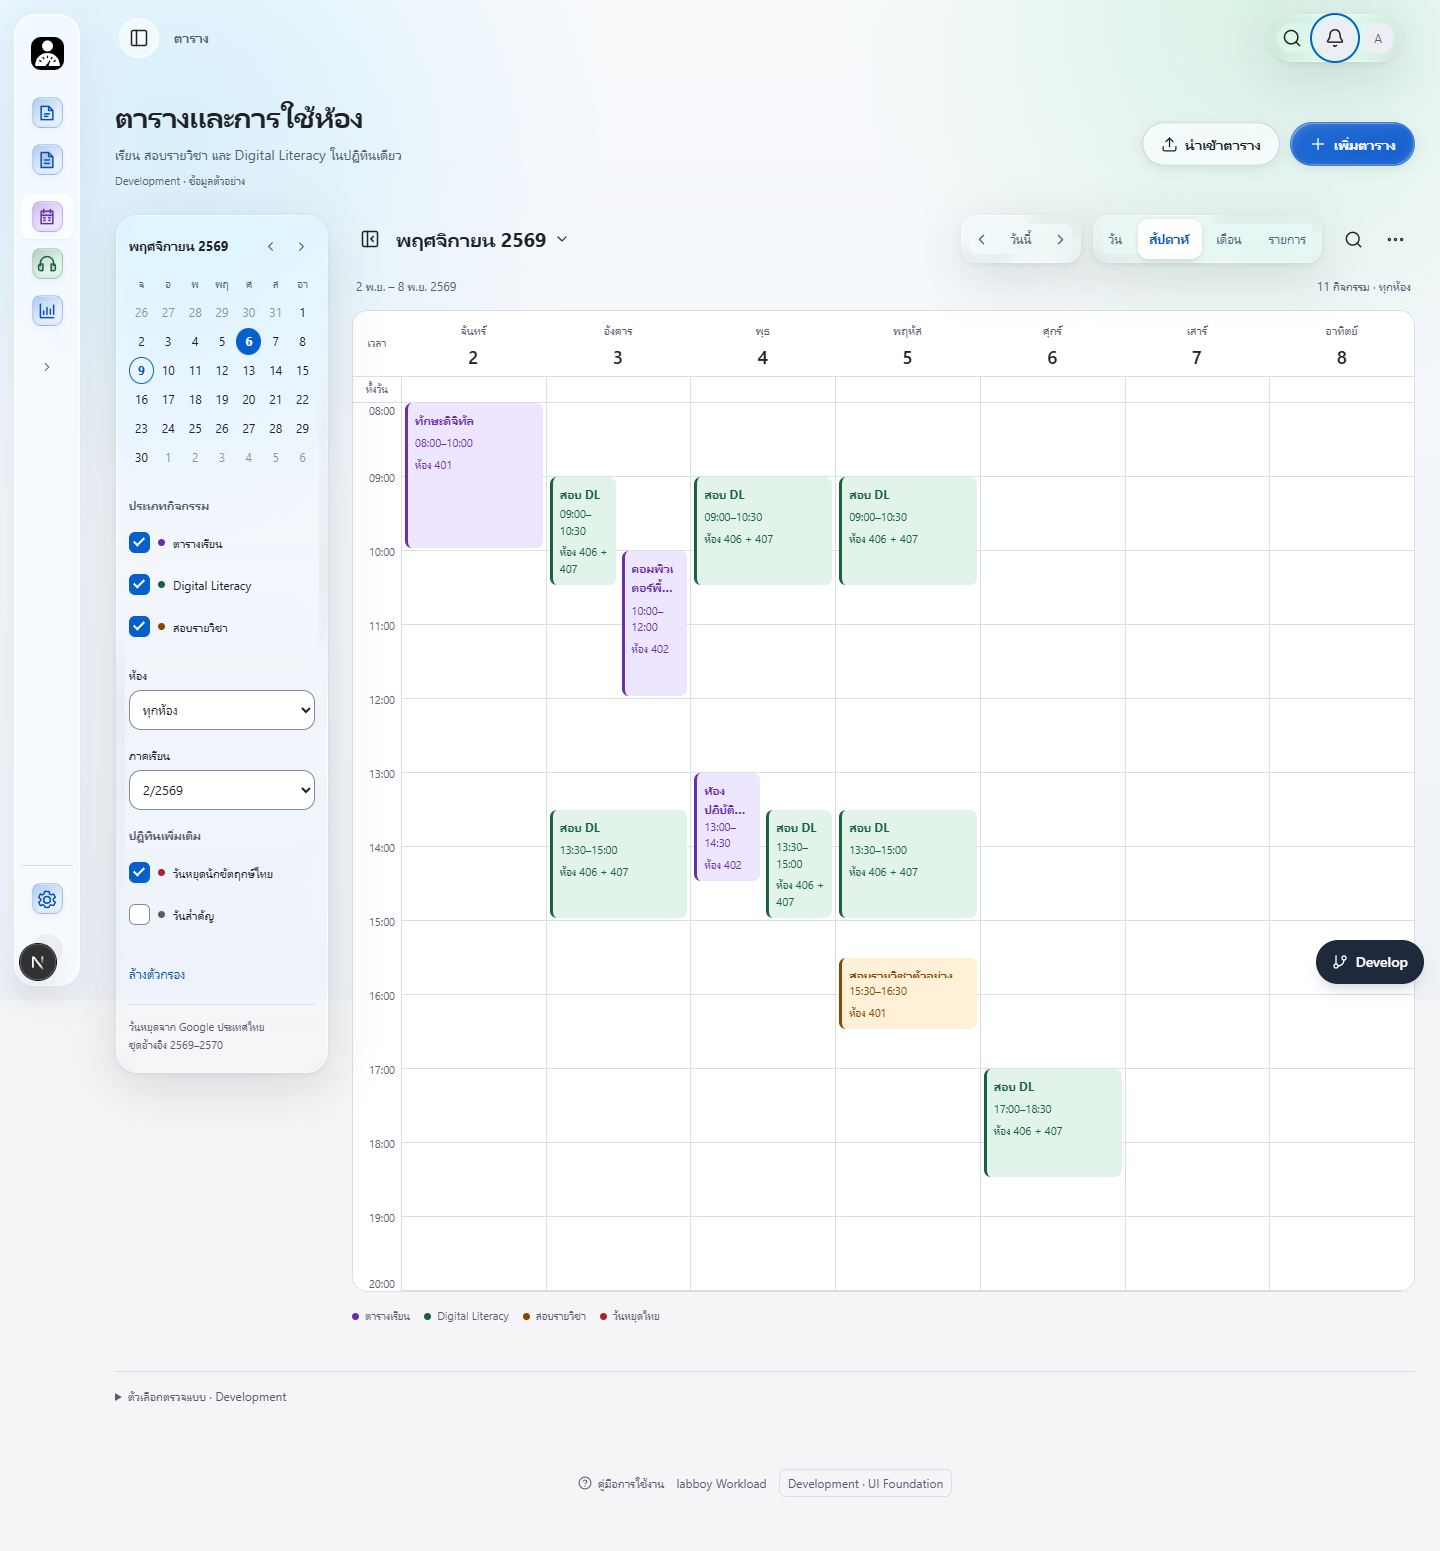 ตาราง
A
ตารางและการใช้ห้อง
เรียน สอบรายวิชา และ Digital Literacy ในปฏิทินเดียว
Development · ข้อมูลตัวอย่าง
นำเข้าตาราง
เพิ่มตาราง
พฤศจิกายน 2569
จ อ พ พฤ ศ ส อา
26 27 28 29 30 31 1
2 3 4 5 6 7 8
9 10 11 12 13 14 15
16 17 18 19 20 21 22
23 24 25 26 27 28 29
30 1 2 3 4 5 6
ประเภทกิจกรรม
ตารางเรียน
Digital Literacy
สอบรายวิชา
ห้อง
ทุกห้อง
ภาคเรียน
2/2569
ปฏิทินเพิ่มเติม
วันหยุดนักขัตฤกษ์ไทย
วันสำคัญ
ล้างตัวกรอง
วันหยุดจาก Google ประเทศไทย
ชุดอ้างอิง 2569–2570
N
พฤศจิกายน 2569
วันนี้
วัน สัปดาห์ เดือน รายการ
2 พ.ย. – 8 พ.ย. 2569
11 กิจกรรม · ทุกห้อง
เวลา
จันทร์ อังคาร พุธ พฤหัส ศุกร์ เสาร์ อาทิตย์
2 3 4 5 6 7 8
ทั้งวัน
08:00
09:00
10:00
11:00
12:00
13:00
14:00
15:00
16:00
17:00
18:00
19:00
20:00
ทักษะดิจิทัล
08:00–10:00
ห้อง 401
สอบ DL
09:00–
10:30
ห้อง 406 +
407
คอมพิวเ
ตอร์พื้...
10:00–
12:00
ห้อง 402
สอบ DL
13:30–15:00
ห้อง 406 + 407
สอบ DL
09:00–10:30
ห้อง 406 + 407
ห้อง
ปฏิบัติ...
13:00–
14:30
ห้อง 402
สอบ DL
13:30–
15:00
ห้อง 406 +
407
สอบ DL
09:00–10:30
ห้อง 406 + 407
สอบ DL
13:30–15:00
ห้อง 406 + 407
สอบรายวิชาตัวอย่าง
15:30–16:30
ห้อง 401
สอบ DL
17:00–18:30
ห้อง 406 + 407
Develop
ตารางเรียน
Digital Literacy
สอบรายวิชา
วันหยุดไทย
ตัวเลือกตรวจแบบ · Development
คู่มือการใช้งาน
labboy Workload
Development · UI Foundation